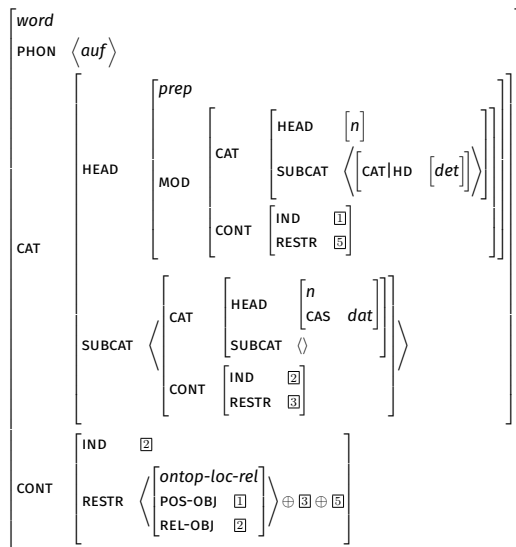 word
PHON ⟨auf⟩
prep
HEAD [n]
CAT
SUBCAT ⟨[CAT|HD [det]]⟩
HEAD
MOD
IND 1
CONT
RESTR 5
CAT
n
HEAD
CAS dat
CAT
SUBCAT ⟨⟩
SUBCAT
IND 2
CONT
RESTR 3
IND 2
ontop-loc-rel
CONT
RESTR ⟨[POS-OBJ 1]⟩ ⊕ 3 ⊕ 5
REL-OBJ 2